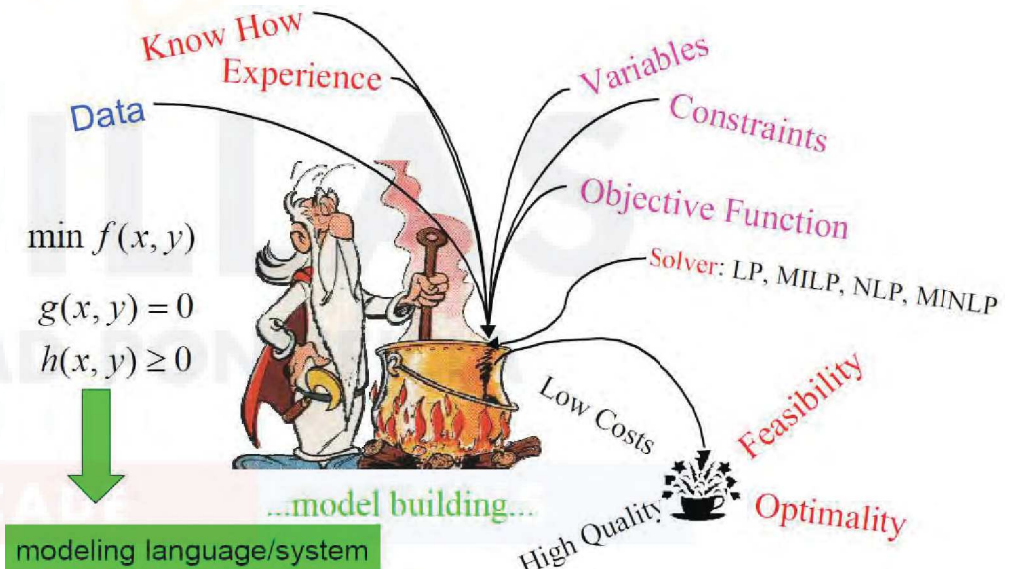 Know How
Experience
Data
Variables
Constraints
Objective Function
Solver: LP, MILP, NLP, MINLP
min f(x, y)
g(x, y) = 0
h(x, y) ≥ 0
Low Costs
Feasibility
High Quality
Optimality
...model building...
modeling language/system